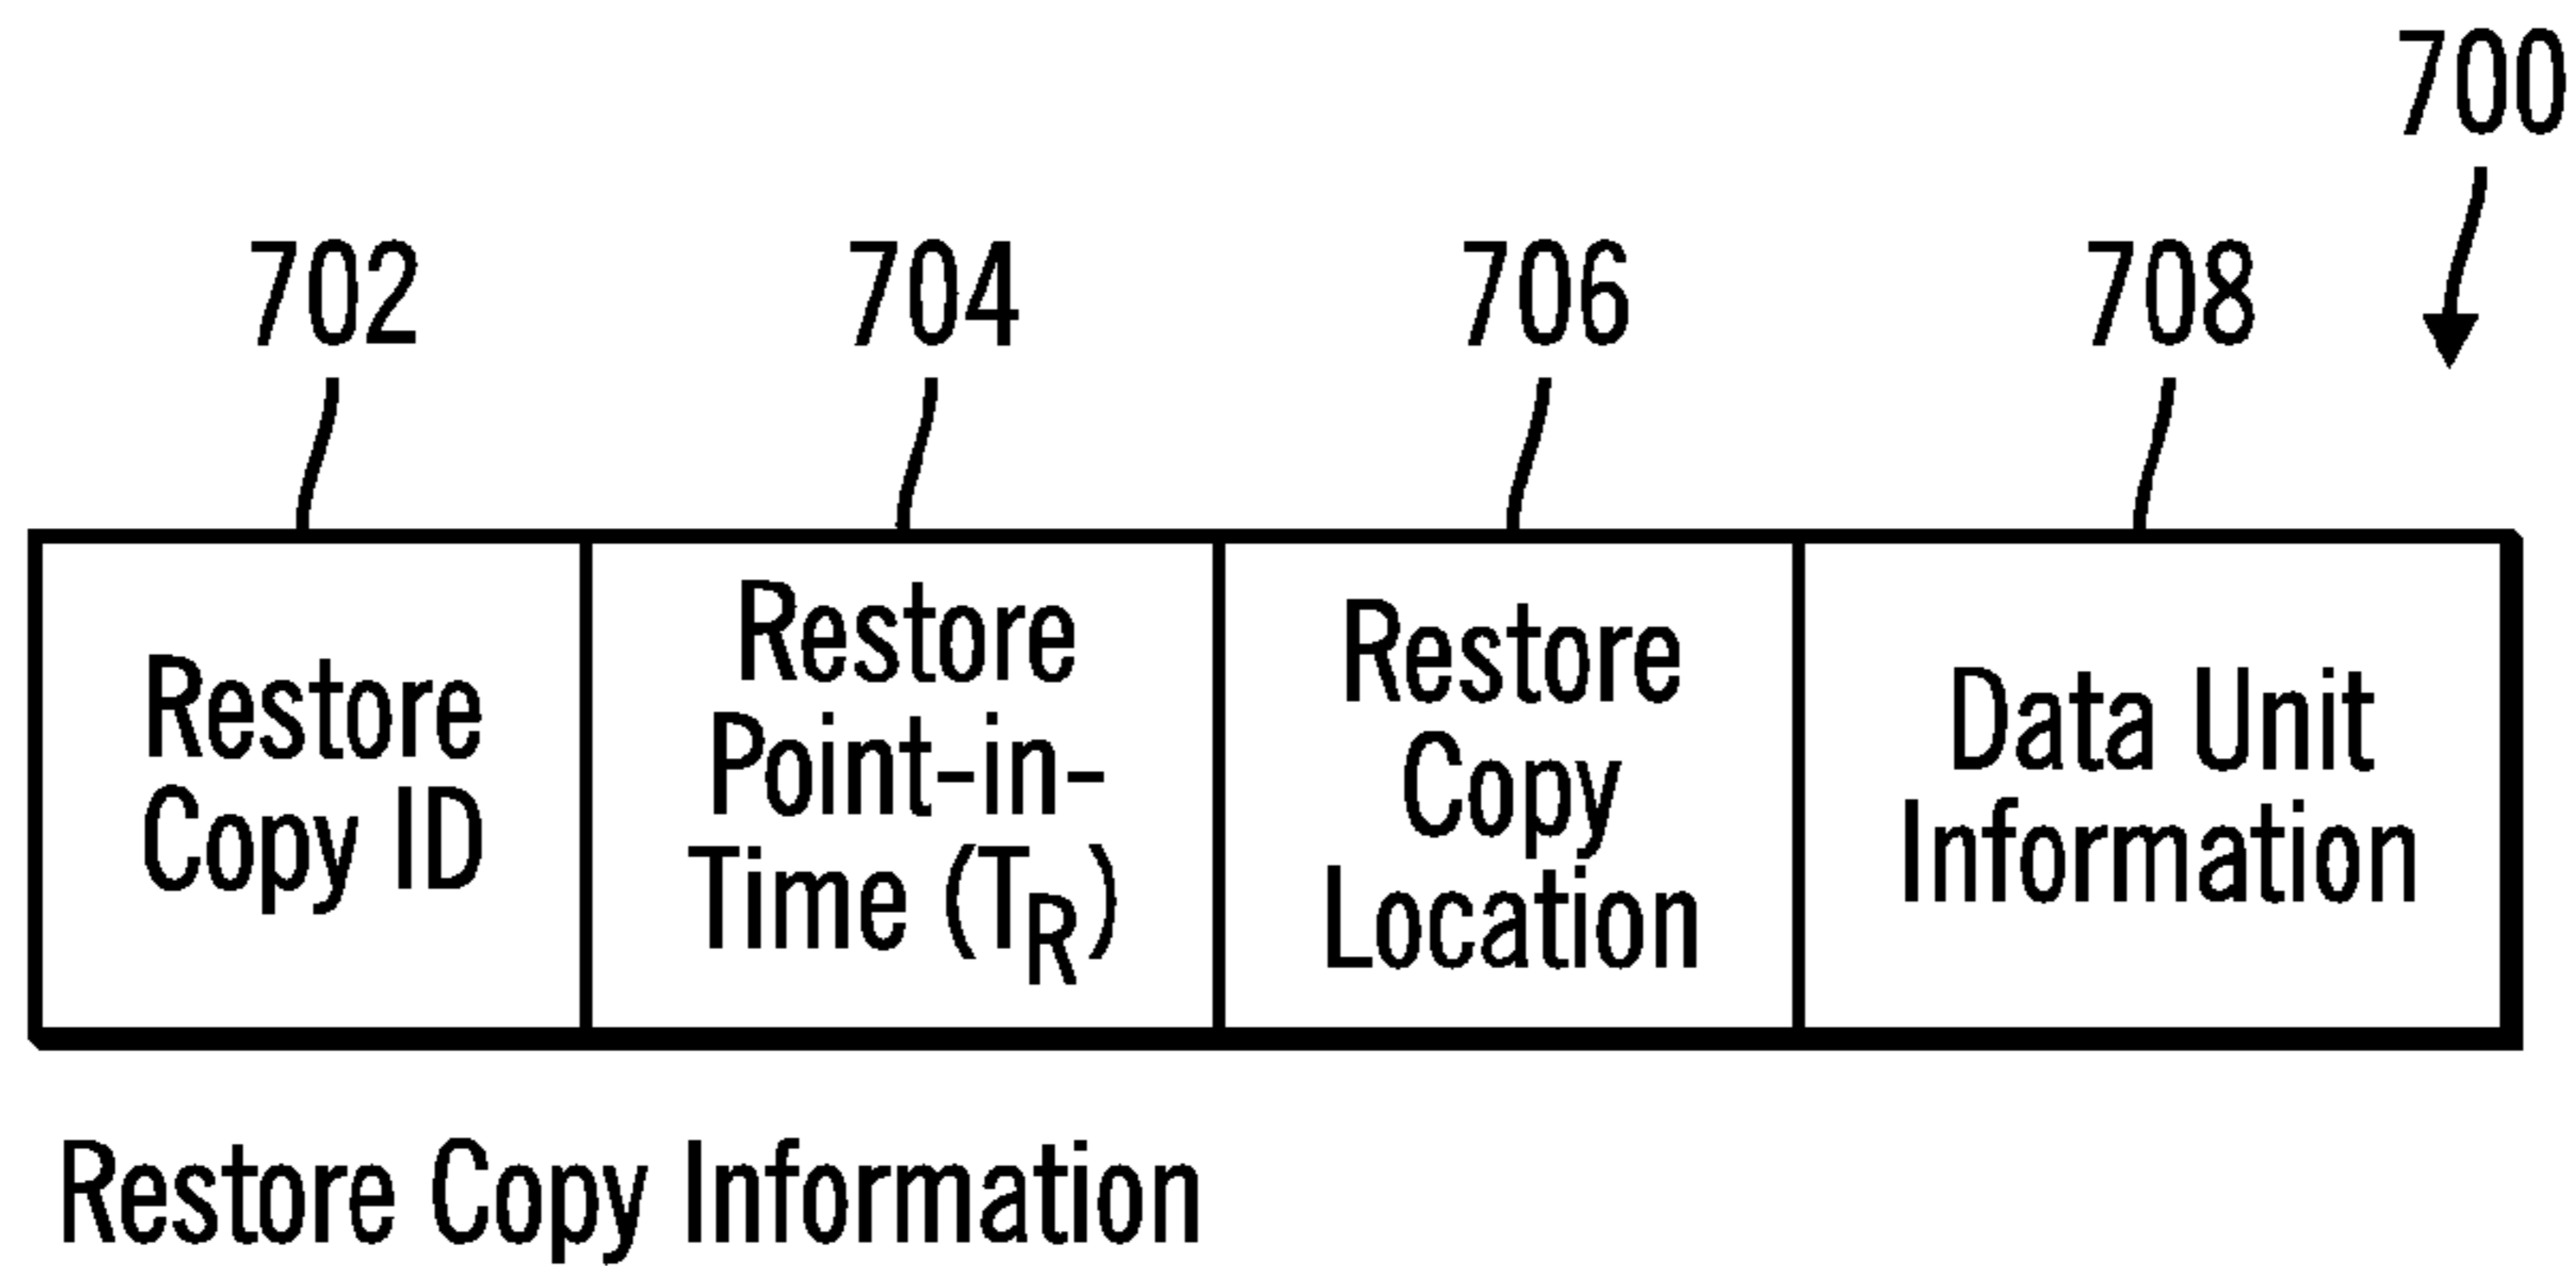 700
702
704
706
708
Restore
Copy ID
Restore
Point-in-
Time (TR)
Restore
Copy
Location
Data Unit
Information
Restore Copy Information